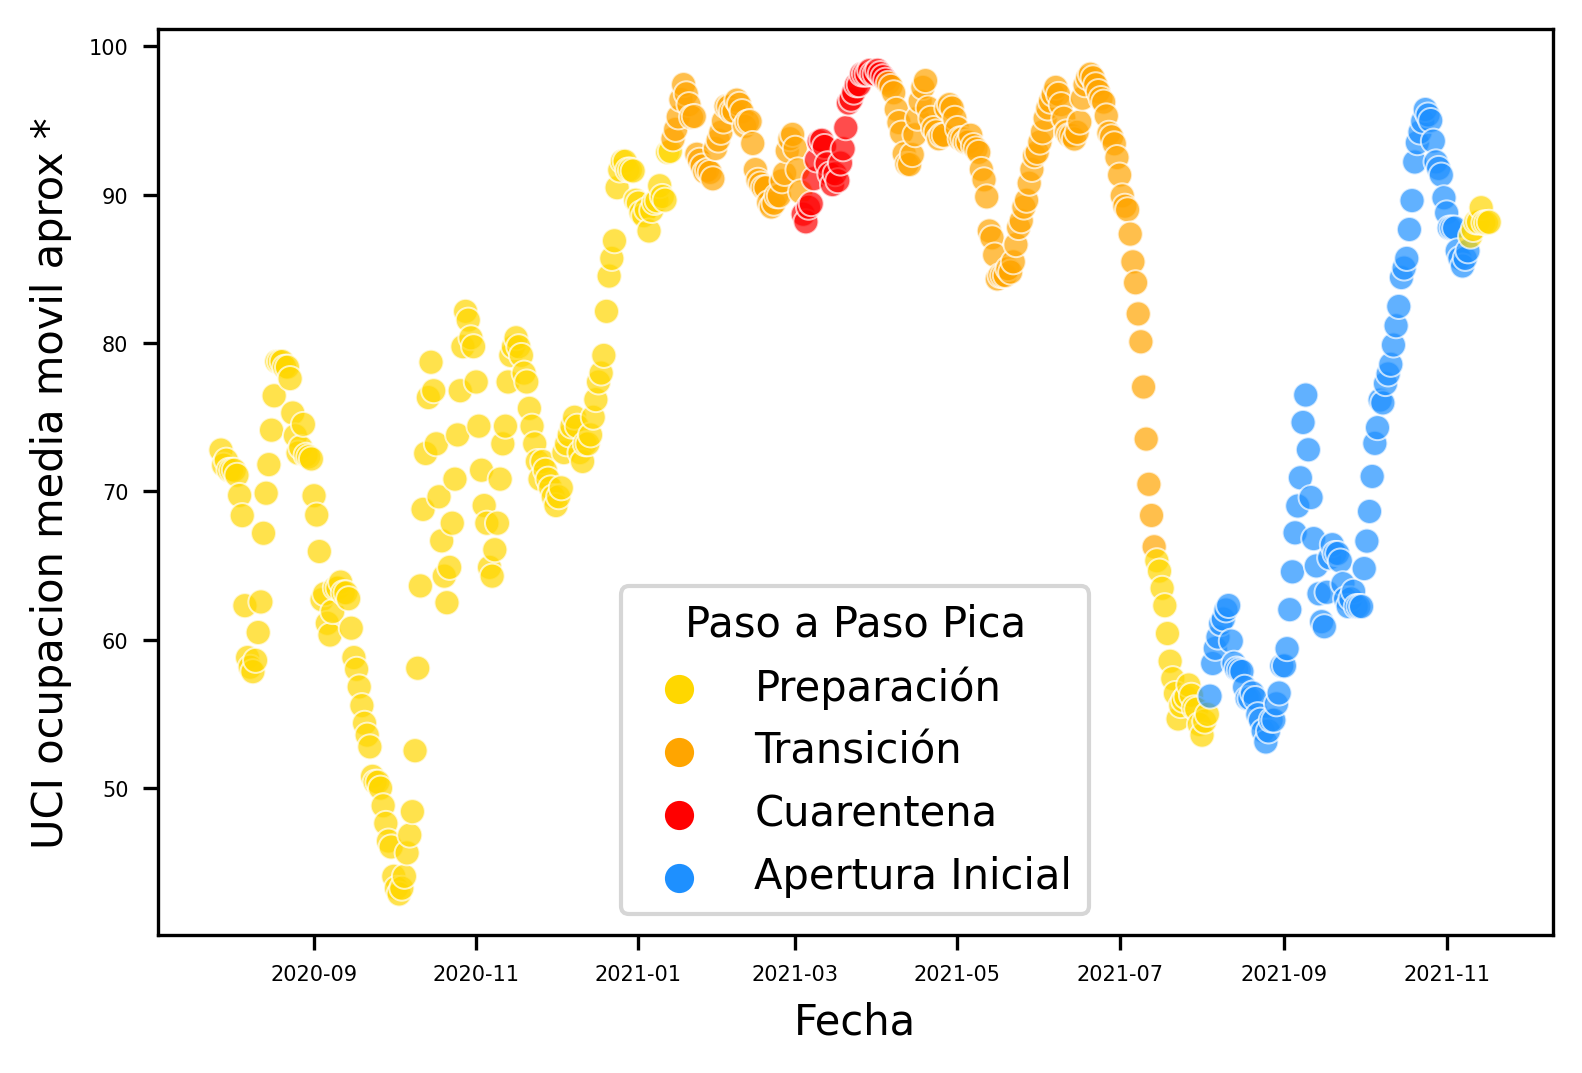 100
90
80
70
60
50
UCI ocupacion media movil aprox *
Paso a Paso Pica
Preparación
Transición
Cuarentena
Apertura Inicial
2020-09 2020-11 2021-01 2021-03 2021-05 2021-07 2021-09 2021-11
Fecha